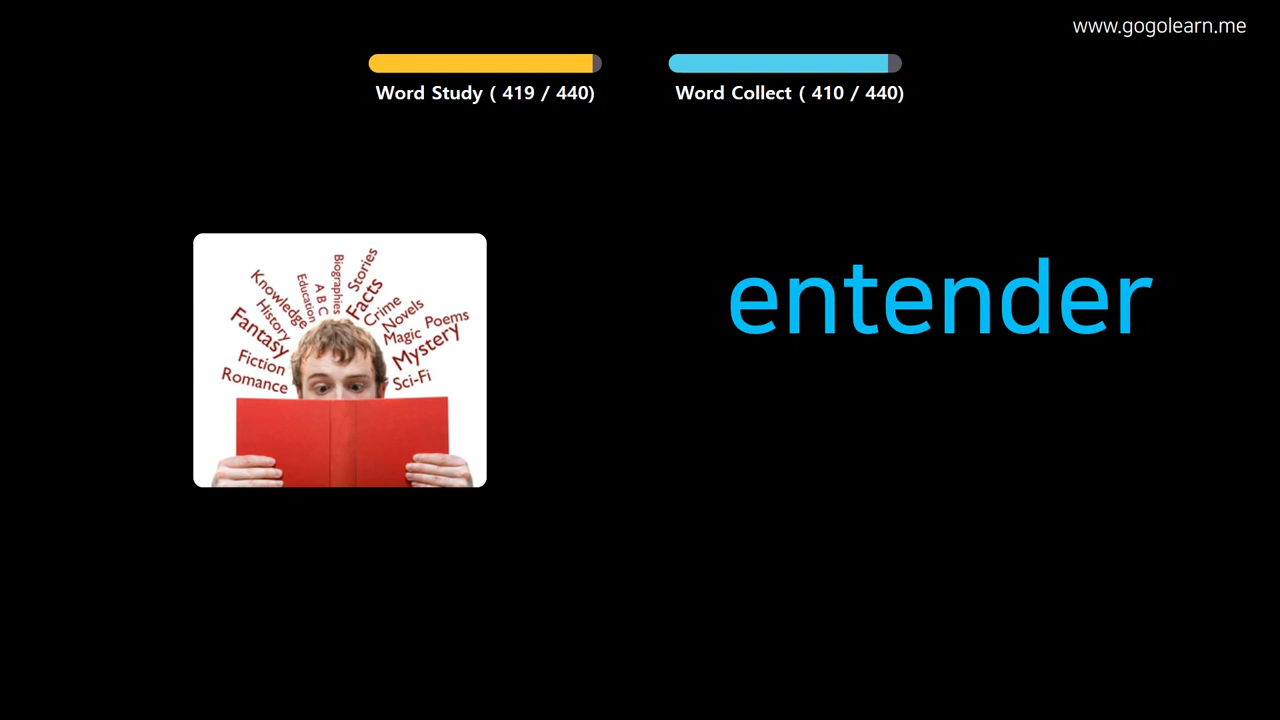 www.gogolearn.me
Word Study ( 419 / 440)
Word Collect ( 410 / 440)
entender
Stories
Biographies
Facts
A B C
Education
Crime
Knowledge
Novels
History
Poems
Magic
Fantasy
Mystery
Fiction
Sci-Fi
Romance